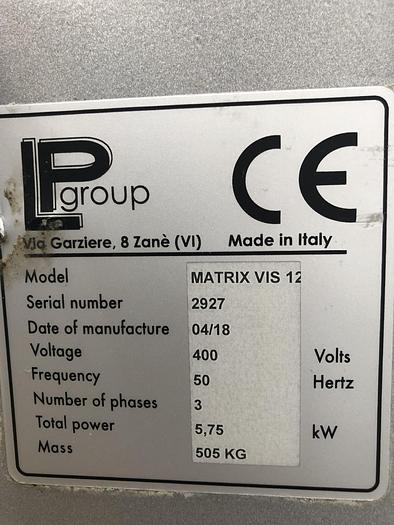 LP group
CE
Via Garziere, 8 Zanè (VI) Made in Italy
Model MATRIX VIS 12
Serial number 2927
Date of manufacture 04/18
Voltage 400 Volts
Frequency 50 Hertz
Number of phases 3
Total power 5,75 kW
Mass 505 KG